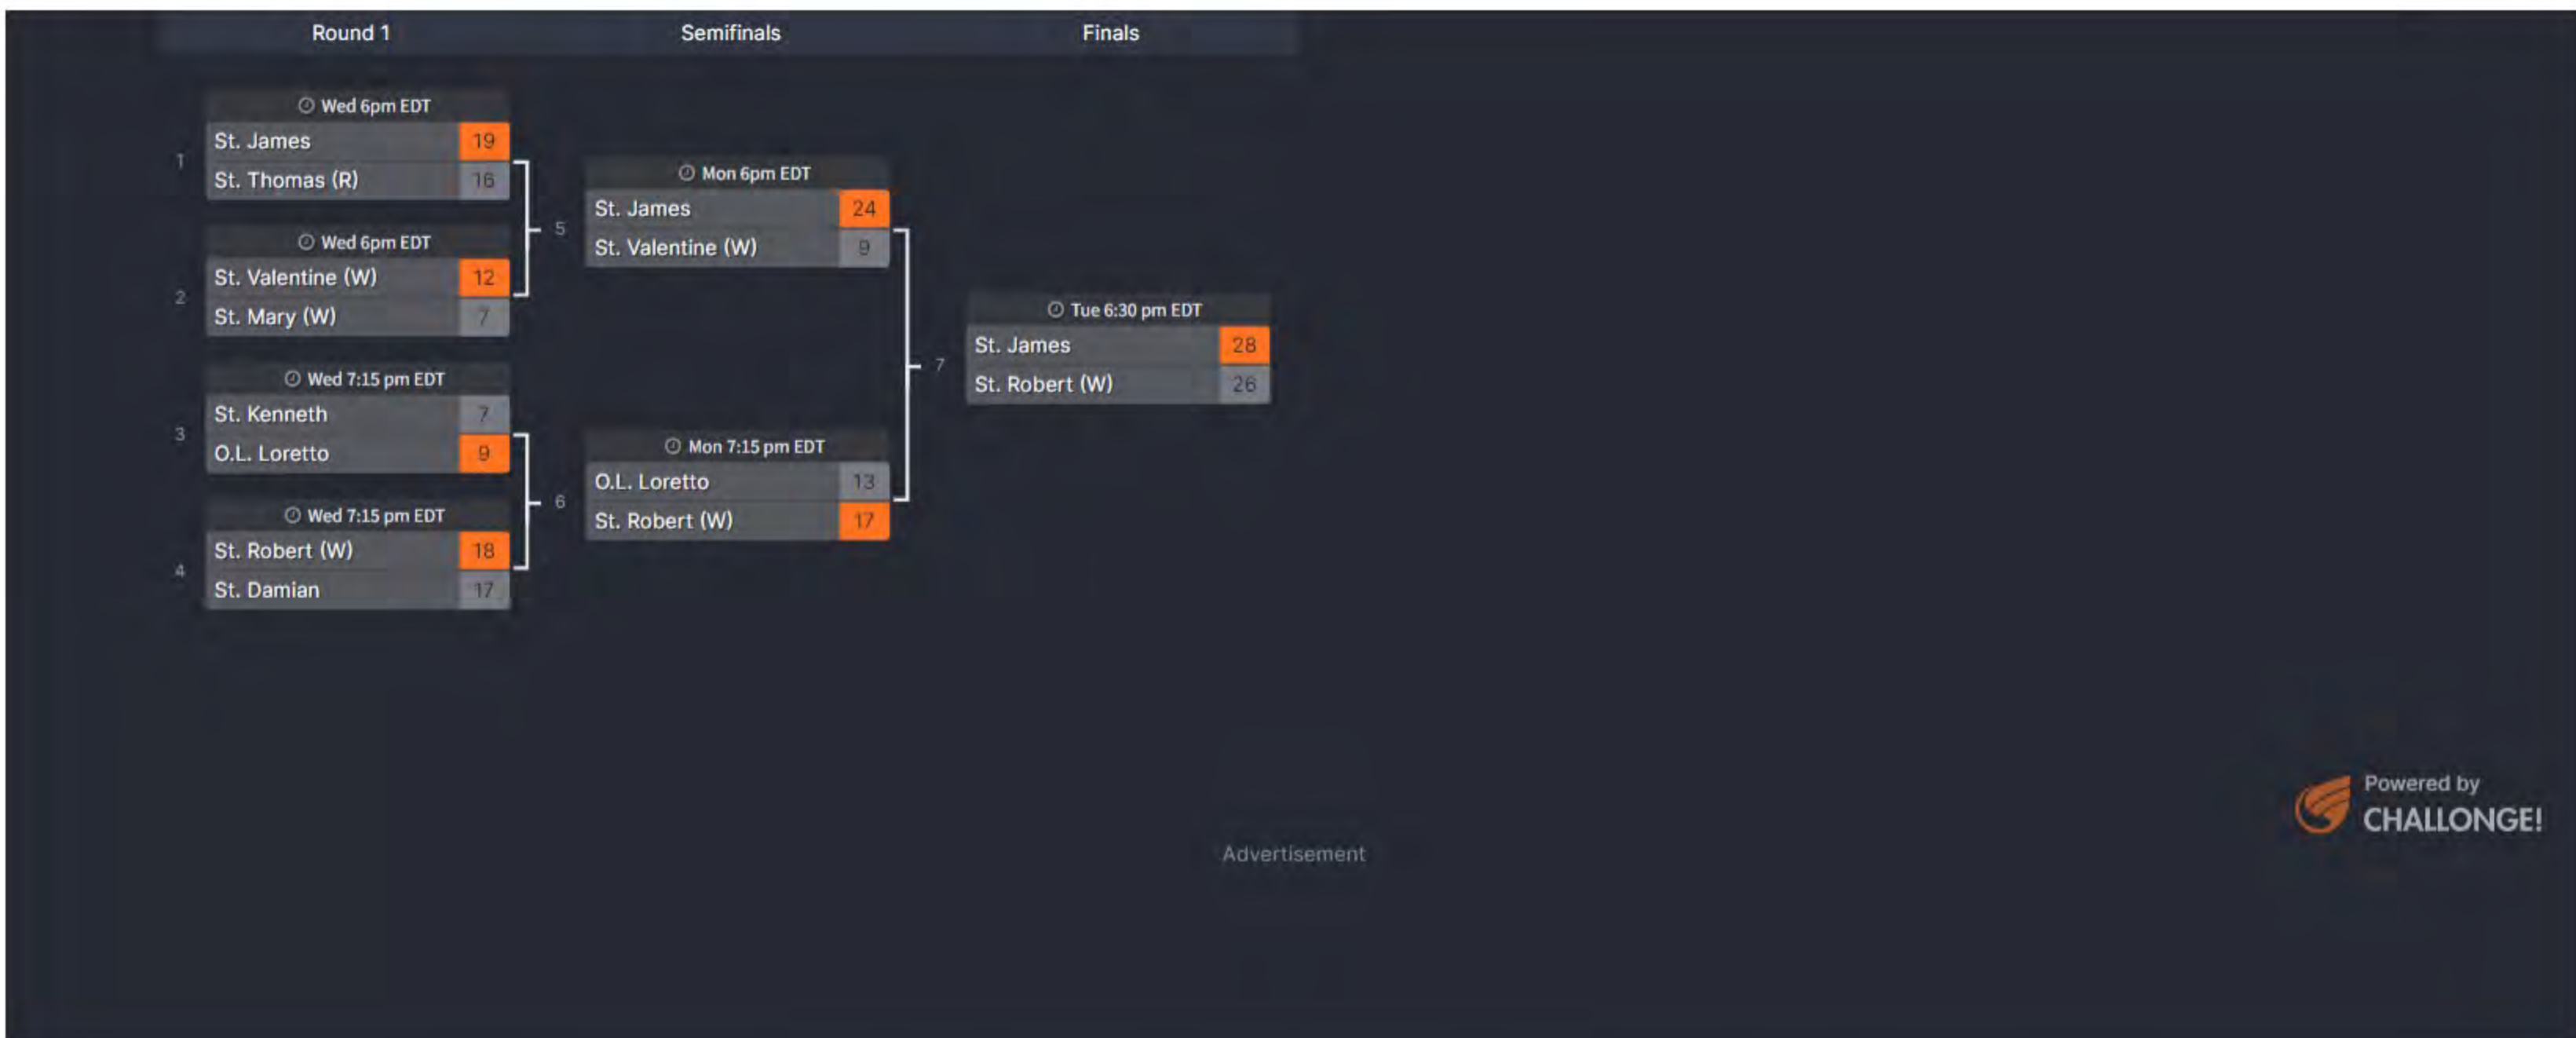 Round 1
Semifinals
Finals
Wed 6pm EDT
1
St. James 19
St. Thomas (R) 16
Wed 6pm EDT
2
St. Valentine (W) 12
St. Mary (W) 7
Wed 7:15 pm EDT
3
St. Kenneth 7
O.L. Loretto 9
Wed 7:15 pm EDT
4
St. Robert (W) 18
St. Damian 17
Mon 6pm EDT
5
St. James 24
St. Valentine (W) 9
Mon 7:15 pm EDT
6
O.L. Loretto 13
St. Robert (W) 17
Tue 6:30 pm EDT
7
St. James 28
St. Robert (W) 26
Powered by
CHALLONGE!
Advertisement